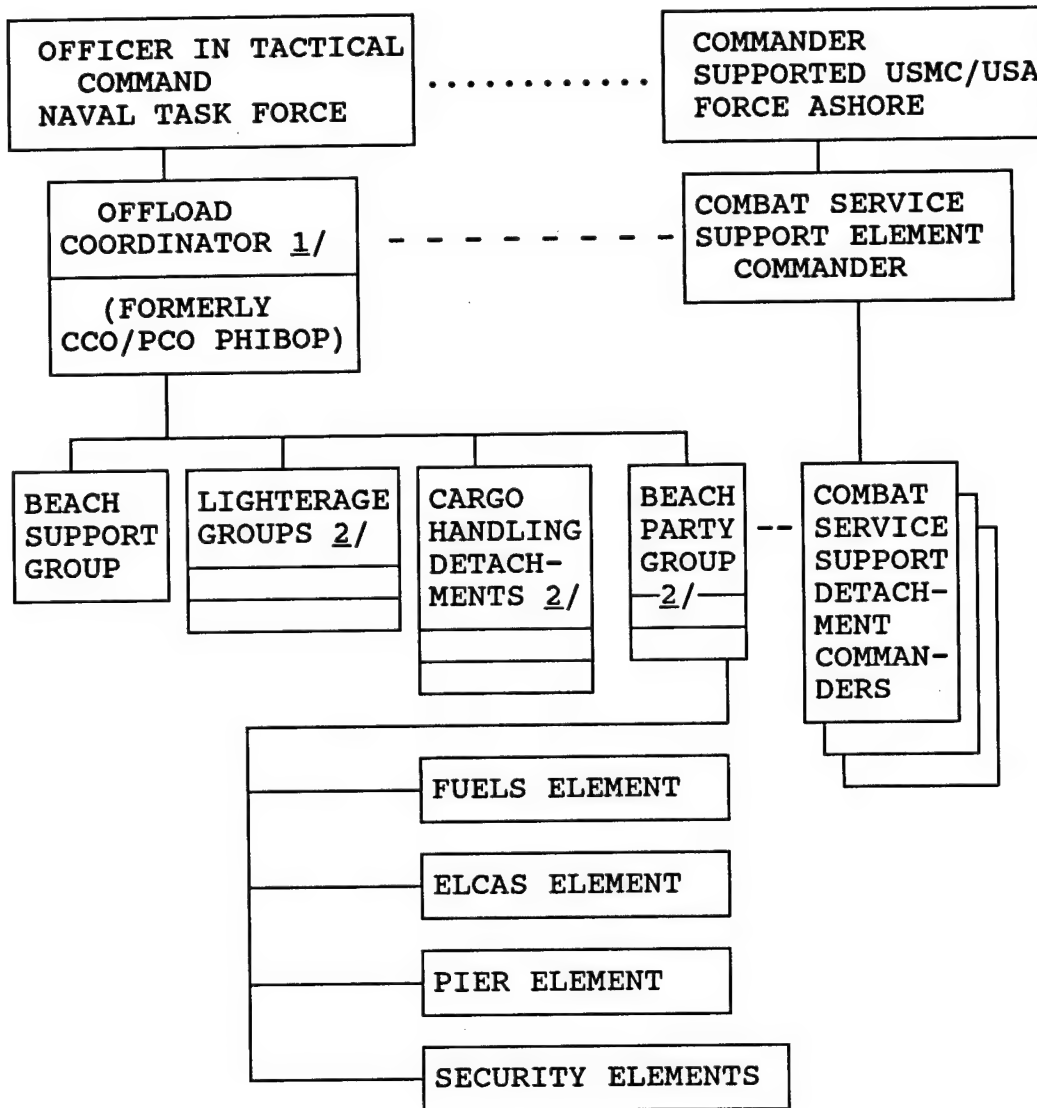 OFFICER IN TACTICAL
COMMAND
NAVAL TASK FORCE
COMMANDER
SUPPORTED USMC/USA
FORCE ASHORE
OFFLOAD
COORDINATOR 1/
(FORMERLY
CCO/PCO PHIBOP)
COMBAT SERVICE
SUPPORT ELEMENT
COMMANDER
BEACH
SUPPORT
GROUP
LIGHTERAGE
GROUPS 2/
CARGO
HANDLING
DETACH-
MENTS 2/
BEACH
PARTY
GROUP
2/
COMBAT
SERVICE
SUPPORT
DETACH-
MENT
COMMAN-
DERS
FUELS ELEMENT
ELCAS ELEMENT
PIER ELEMENT
SECURITY ELEMENTS